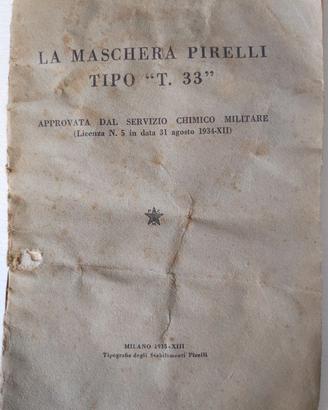 LA MASCHERA PIRELLI
TIPO “T. 33”
APPROVATA DAL SERVIZIO CHIMICO MILITARE
(Licenza N. 5 in data 31 agosto 1934-XII)
MILANO 1935-XIII
Tipografia degli Stabilimenti Pirelli